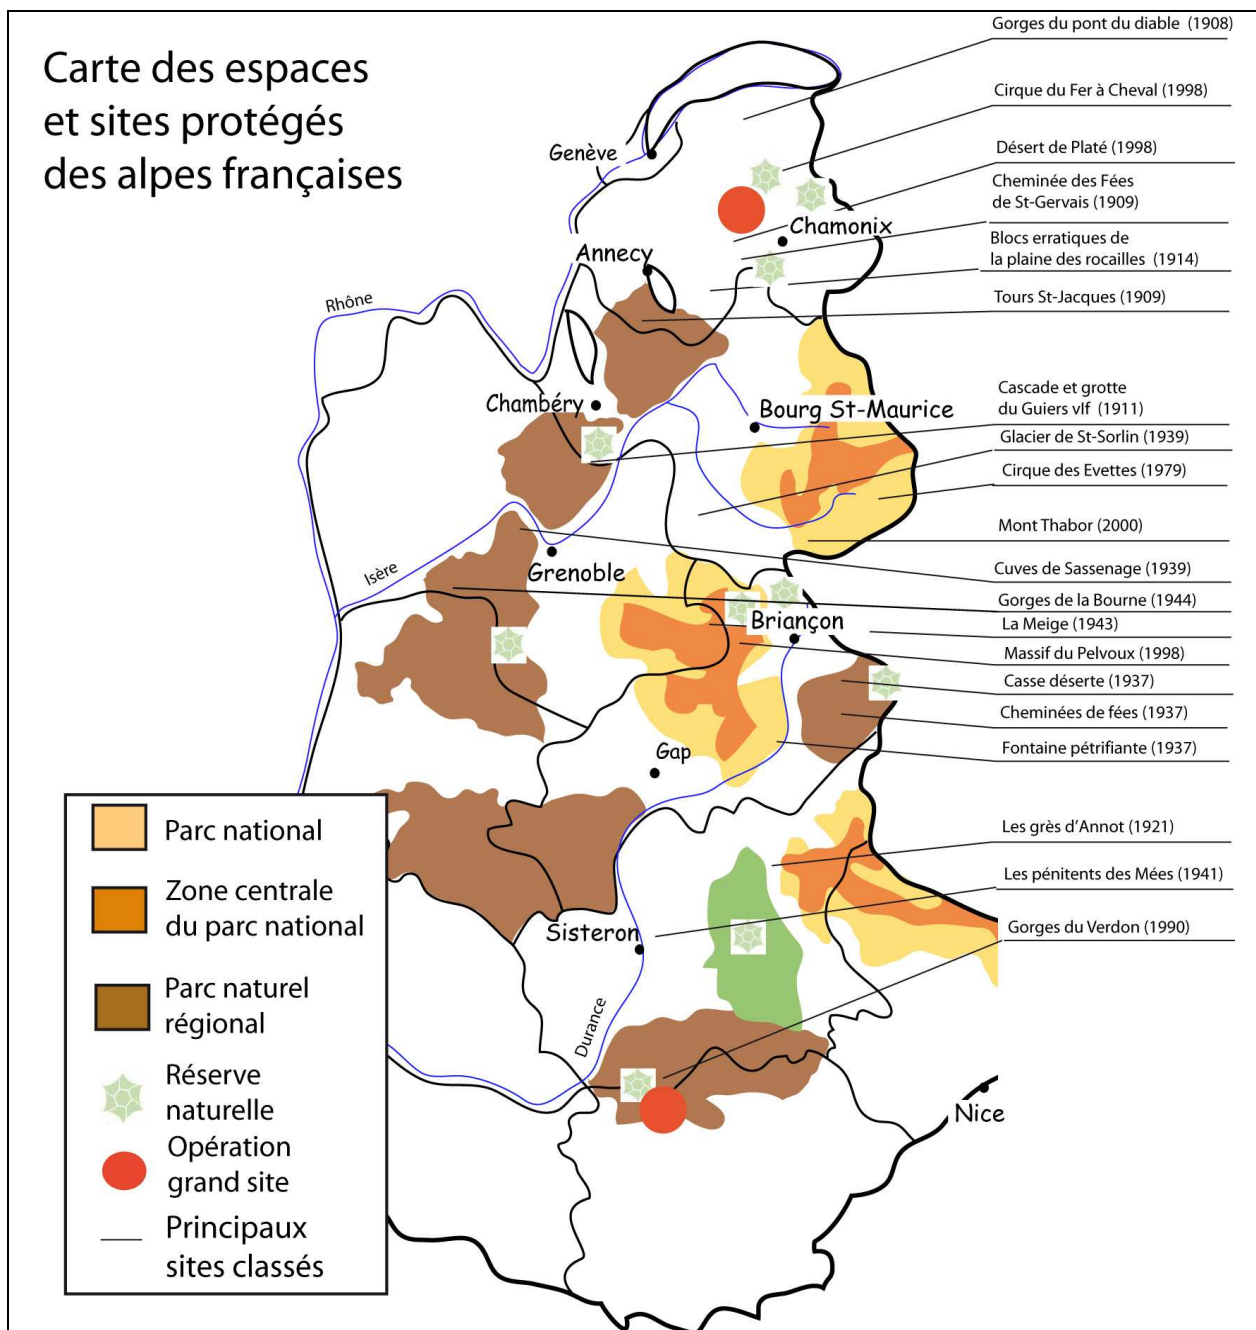 Carte des espaces
et sites protégés
des alpes françaises
Gorges du pont du diable (1908)
Cirque du Fer à Cheval (1998)
Désert de Platé (1998)
Cheminée des Fées
de St-Gervais (1909)
Blocs erratiques de
la plaine des rocailles (1914)
Tours St-Jacques (1909)
Cascade et grotte
du Guiers vlf (1911)
Glacier de St-Sorlin (1939)
Cirque des Evettes (1979)
Mont Thabor (2000)
Cuves de Sassenage (1939)
Gorges de la Bourne (1944)
La Meige (1943)
Massif du Pelvoux (1998)
Casse déserte (1937)
Cheminées de fées (1937)
Fontaine pétrifiante (1937)
Les grès d'Annot (1921)
Les pénitents des Mées (1941)
Gorges du Verdon (1990)
Genève
Chamonix
Annecy
Rhône
Chambéry
Bourg St-Maurice
Isère
Grenoble
Briançon
Gap
Sisteron
Durance
Nice
Parc national
Zone centrale
du parc national
Parc naturel
régional
Réserve
naturelle
Opération
grand site
Principaux
sites classés